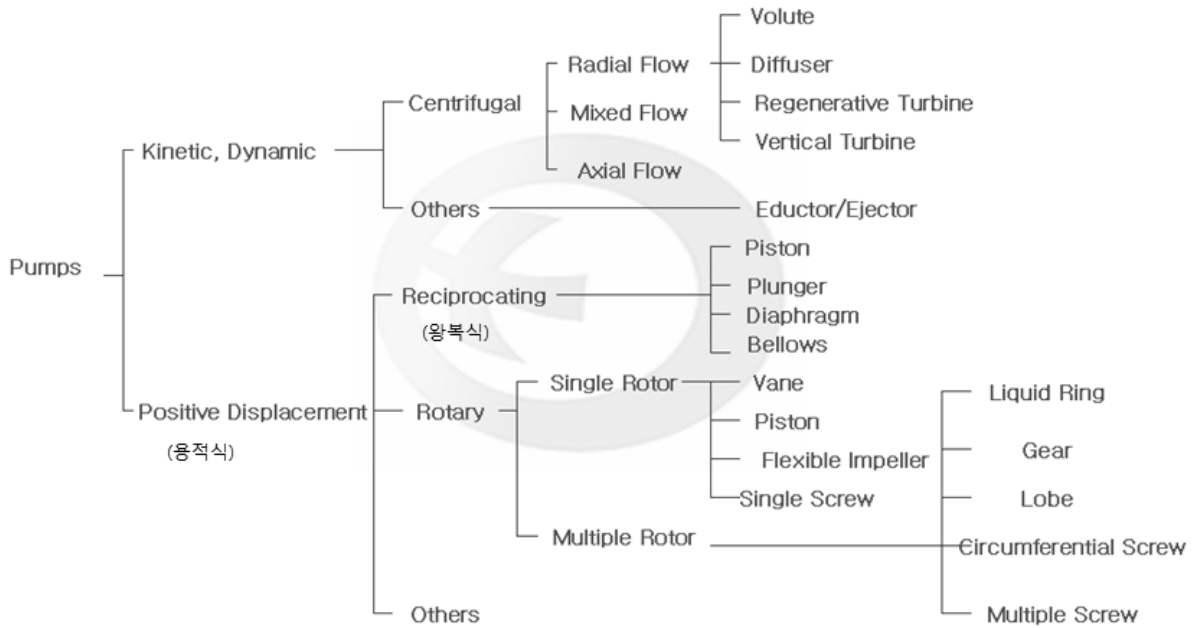 Volute
Radial Flow
Diffuser
Centrifugal
Regenerative Turbine
Mixed Flow
Vertical Turbine
Kinetic, Dynamic
Axial Flow
Others
Eductor/Ejector
Pumps
Piston
Reciprocating
(왕복식)
Plunger
Diaphragm
Bellows
Single Rotor
Vane
Liquid Ring
Positive Displacement
(용적식)
Rotary
Piston
Flexible Impeller
Gear
Single Screw
Lobe
Multiple Rotor
Circumferential Screw
Others
Multiple Screw